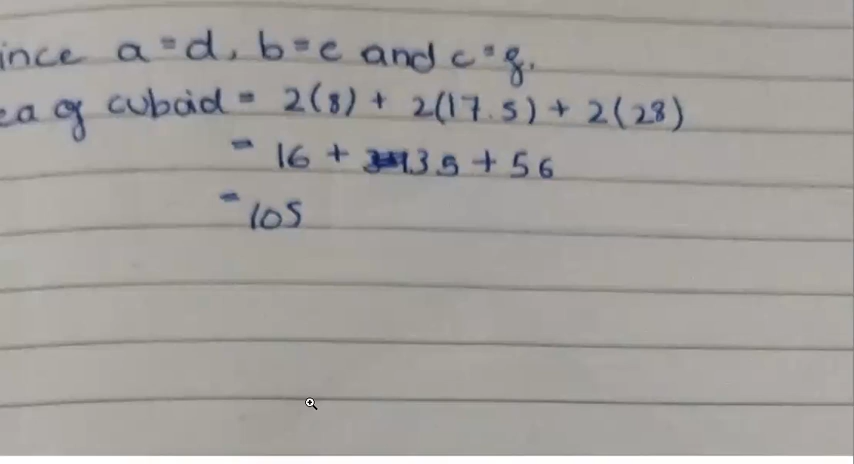 ince a=d, b=e and c=f.
ea of cuboid = 2(8) + 2(17.5) + 2(28)
= 16 + 35 + 56
= 105